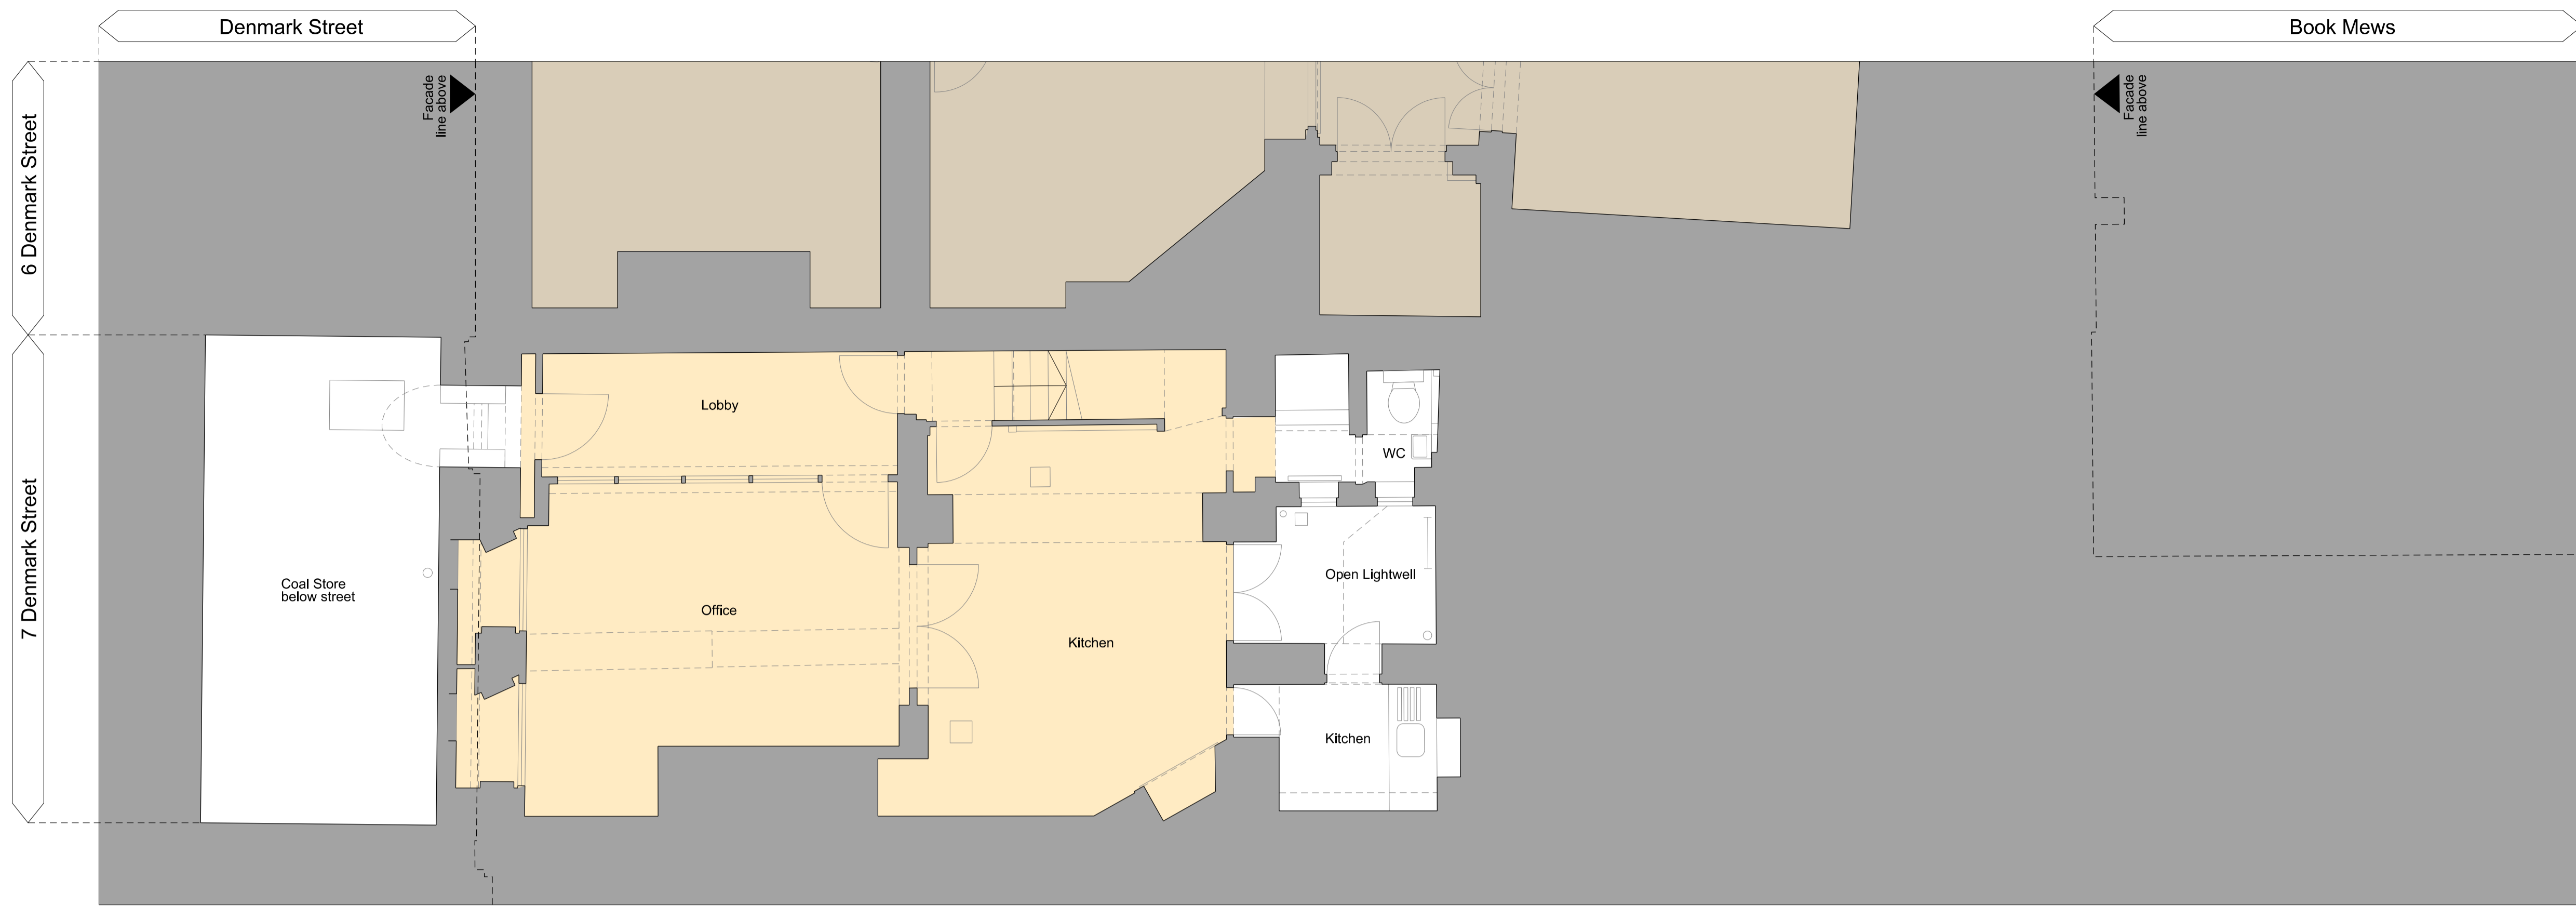 Denmark Street
Book Mews
Facade
line above
Facade
line above
6 Denmark Street
7 Denmark Street
Lobby
WC
Coal Store
below street
Open Lightwell
Office
Kitchen
Kitchen